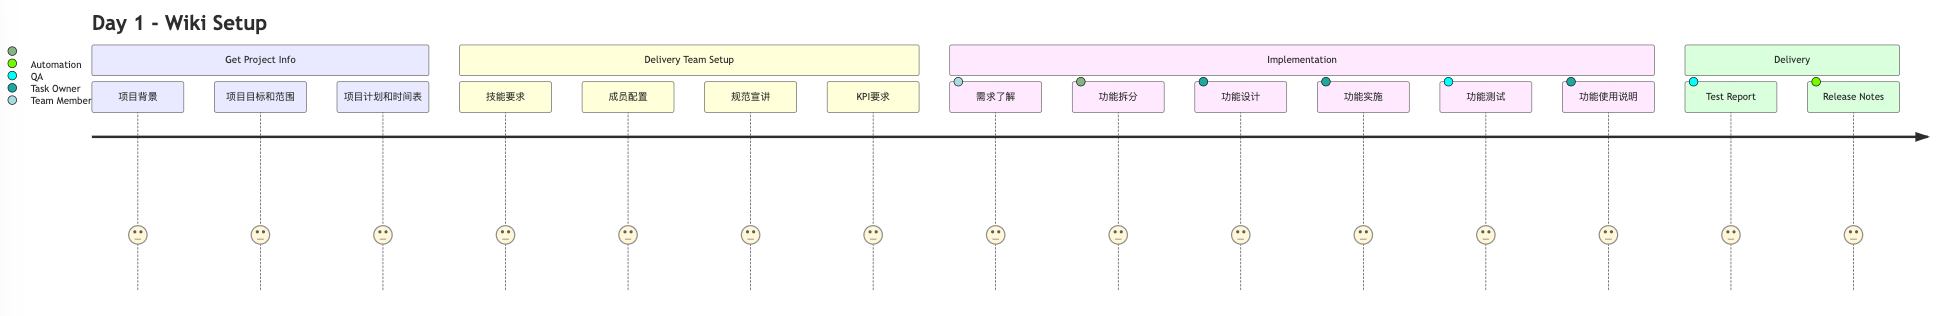 Day 1 - Wiki Setup
Automation
QA
Task Owner
Team Member
Get Project Info
Delivery Team Setup
Implementation
Delivery
项目背景
项目目标和范围
项目计划和时间表
技能要求
成员配置
规范宣讲
KPI要求
需求了解
功能拆分
功能设计
功能实施
功能测试
功能使用说明
Test Report
Release Notes